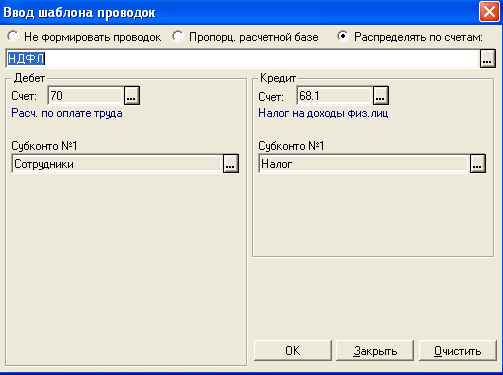 Ввод шаблона проводок
Не формировать проводок Пропорц. расчетной базе Распределять по счетам:
НДФЛ ...
Дебет Кредит
Счет: 70 ... Счет: 68.1 ...
Расч. по оплате труда Налог на доходы физ.лиц
Субконто №1 Субконто №1
Сотрудники ... Налог ...
OK Закрыть Очистить